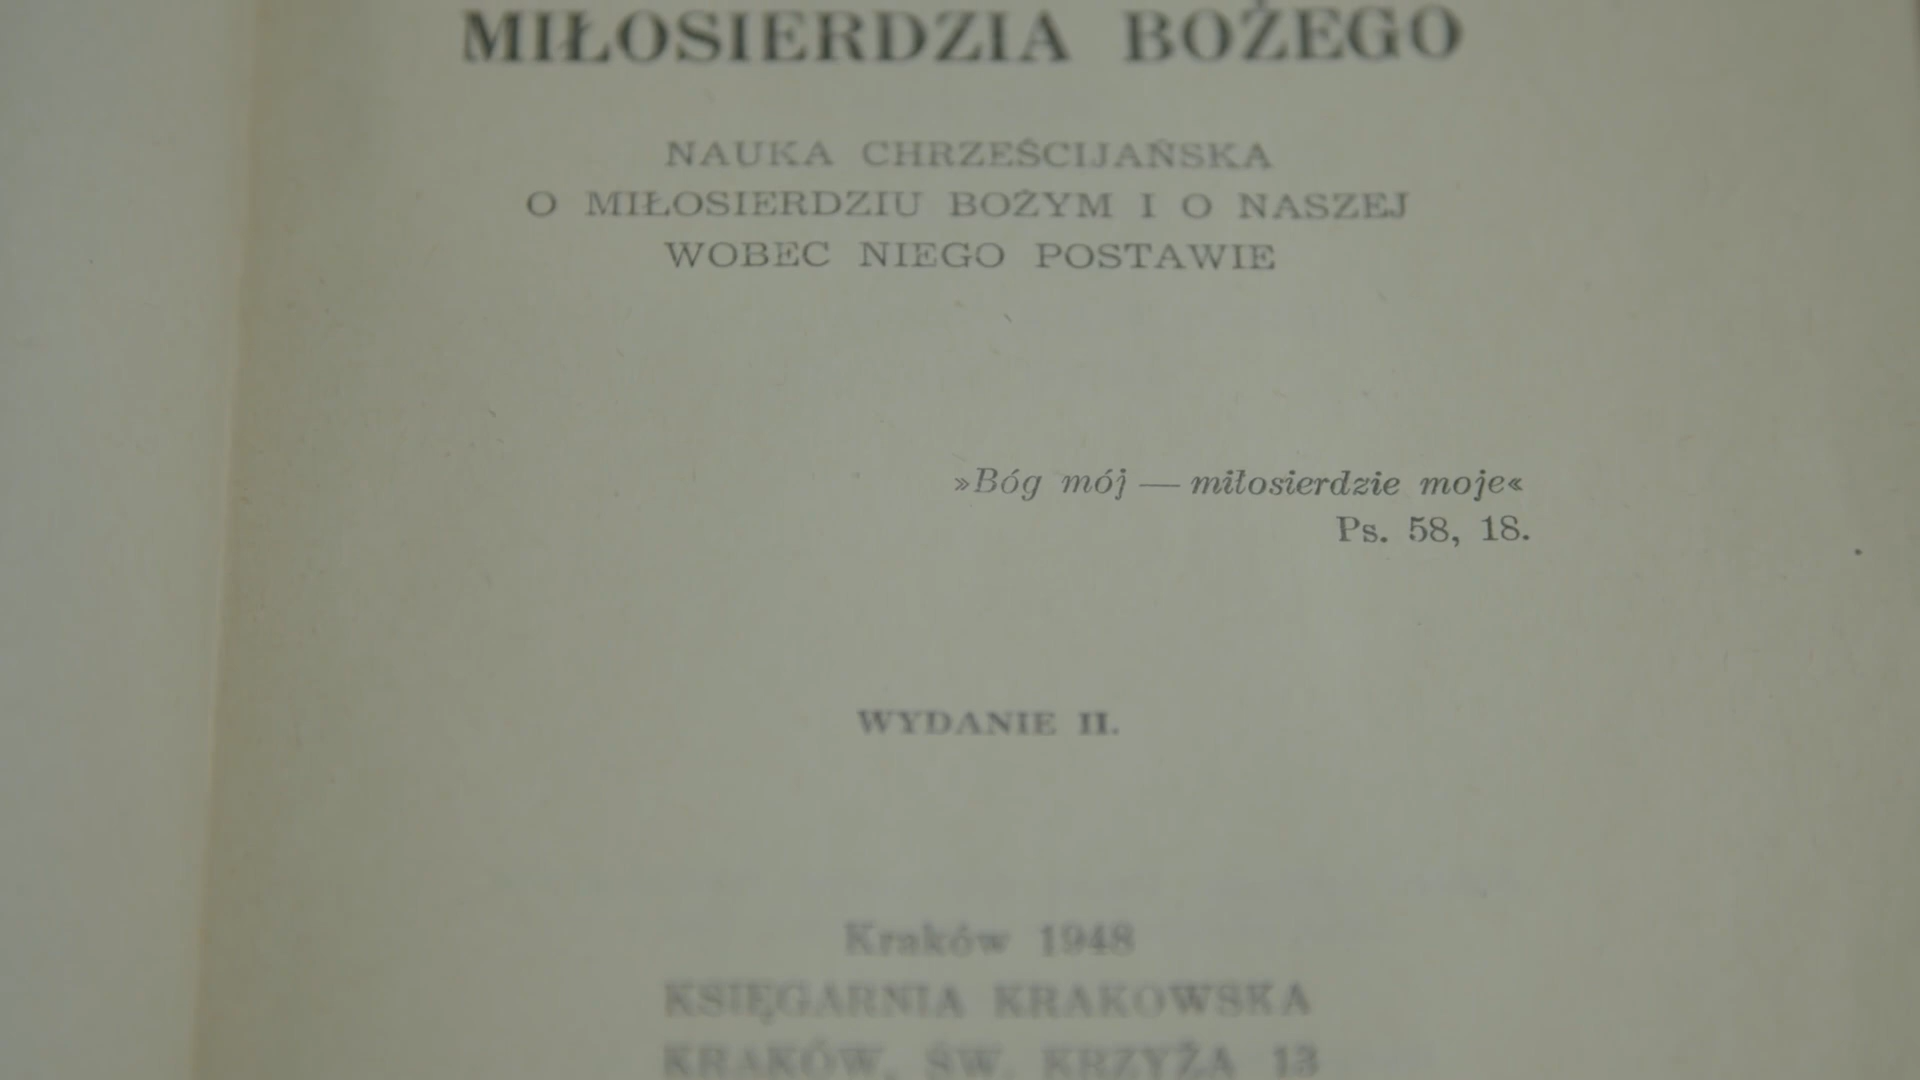 MIŁOSIERDZIA BOŻEGO
NAUKA CHRZEŚCIJAŃSKA
O MIŁOSIERDZIU BOŻYM I O NASZEJ
WOBEC NIEGO POSTAWIE
»Bóg mój — miłosierdzie moje«
Ps. 58, 18.
WYDANIE II.
Kraków 1948
KSIĘGARNIA KRAKOWSKA
KRAKÓW, ŚW. KRZYŻA 13